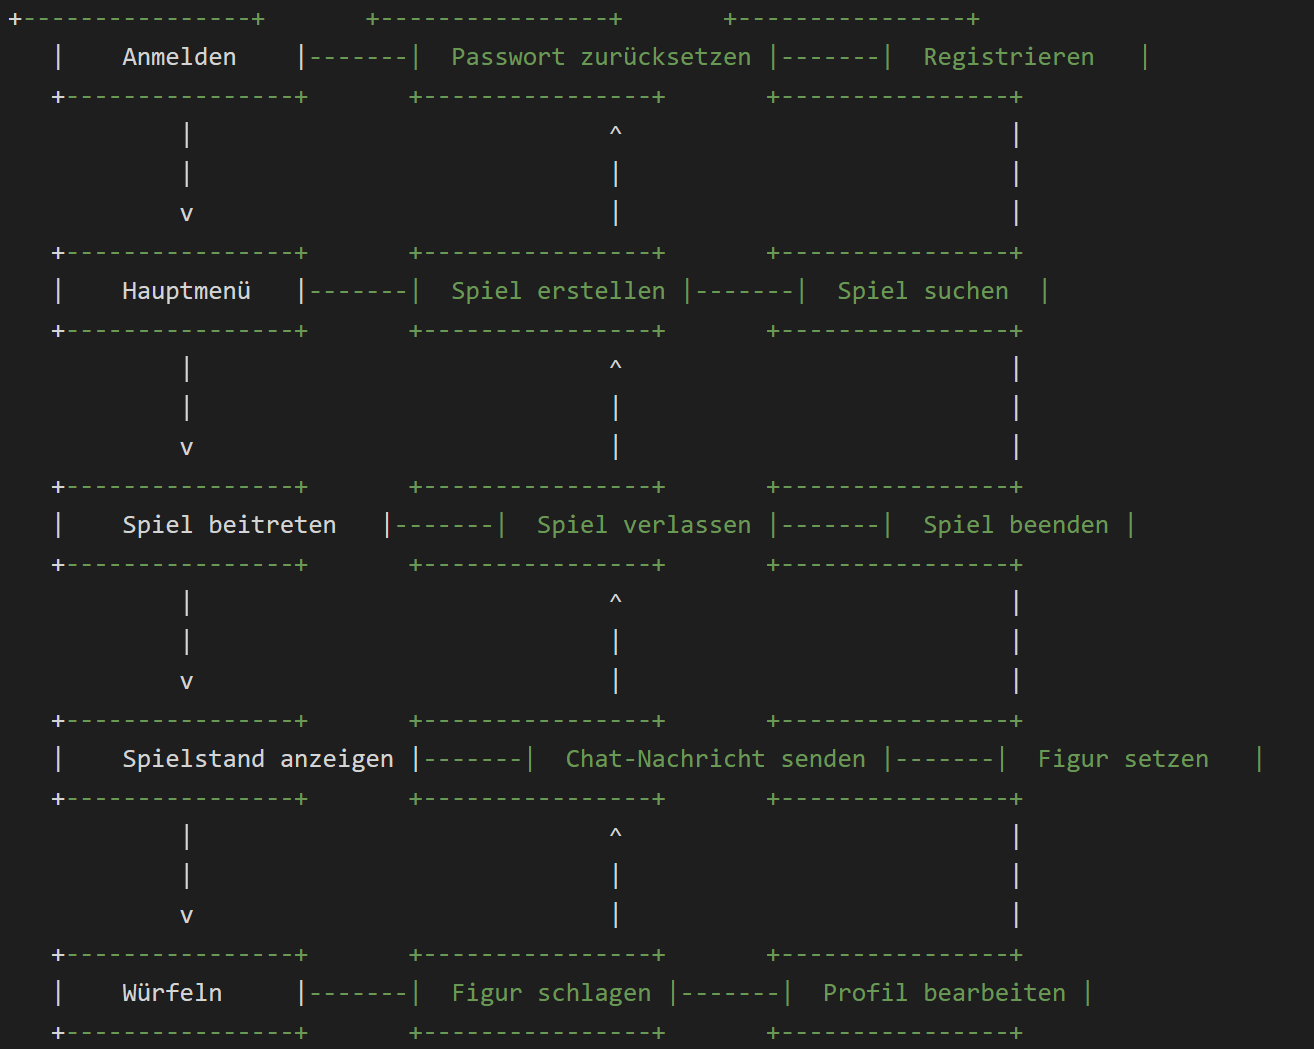 +----------------+       +----------------+       +----------------+
   |    Anmelden    |-------|  Passwort zurücksetzen |-------|  Registrieren   |
   +----------------+       +----------------+       +----------------+
            |                             ^                           |
            |                             |                           |
            v                             |                           |
   +----------------+       +----------------+       +----------------+
   |    Hauptmenü   |-------|  Spiel erstellen |-------|  Spiel suchen  |
   +----------------+       +----------------+       +----------------+
            |                             ^                           |
            |                             |                           |
            v                             |                           |
   +----------------+       +----------------+       +----------------+
   |    Spiel beitreten   |-------|  Spiel verlassen |-------|  Spiel beenden |
   +----------------+       +----------------+       +----------------+
            |                             ^                           |
            |                             |                           |
            v                             |                           |
   +----------------+       +----------------+       +----------------+
   |    Spielstand anzeigen |-------|  Chat-Nachricht senden |-------|  Figur setzen   |
   +----------------+       +----------------+       +----------------+
            |                             ^                           |
            |                             |                           |
            v                             |                           |
   +----------------+       +----------------+       +----------------+
   |    Würfeln     |-------|  Figur schlagen |-------|  Profil bearbeiten |
   +----------------+       +----------------+       +----------------+